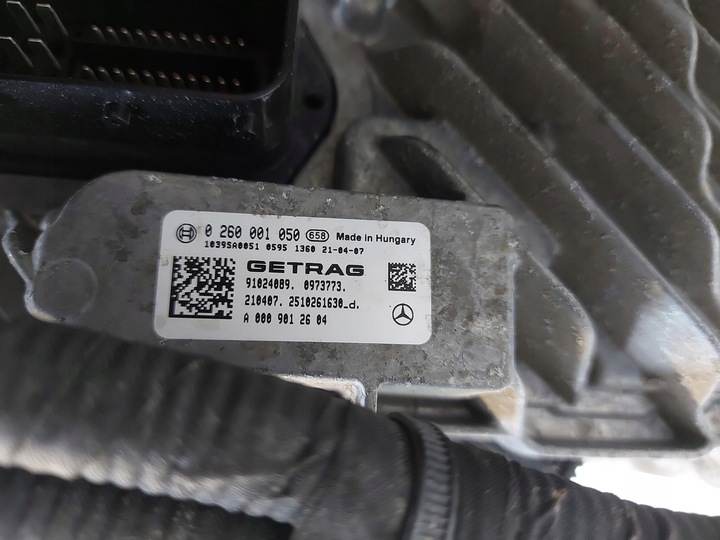 0 260 001 050 658 Made in Hungary
1039SA0051 0595 1360 21-04-07
GETRAG
91024089. 0973773.
210407. 2510261630_d.
A 000 901 26 04